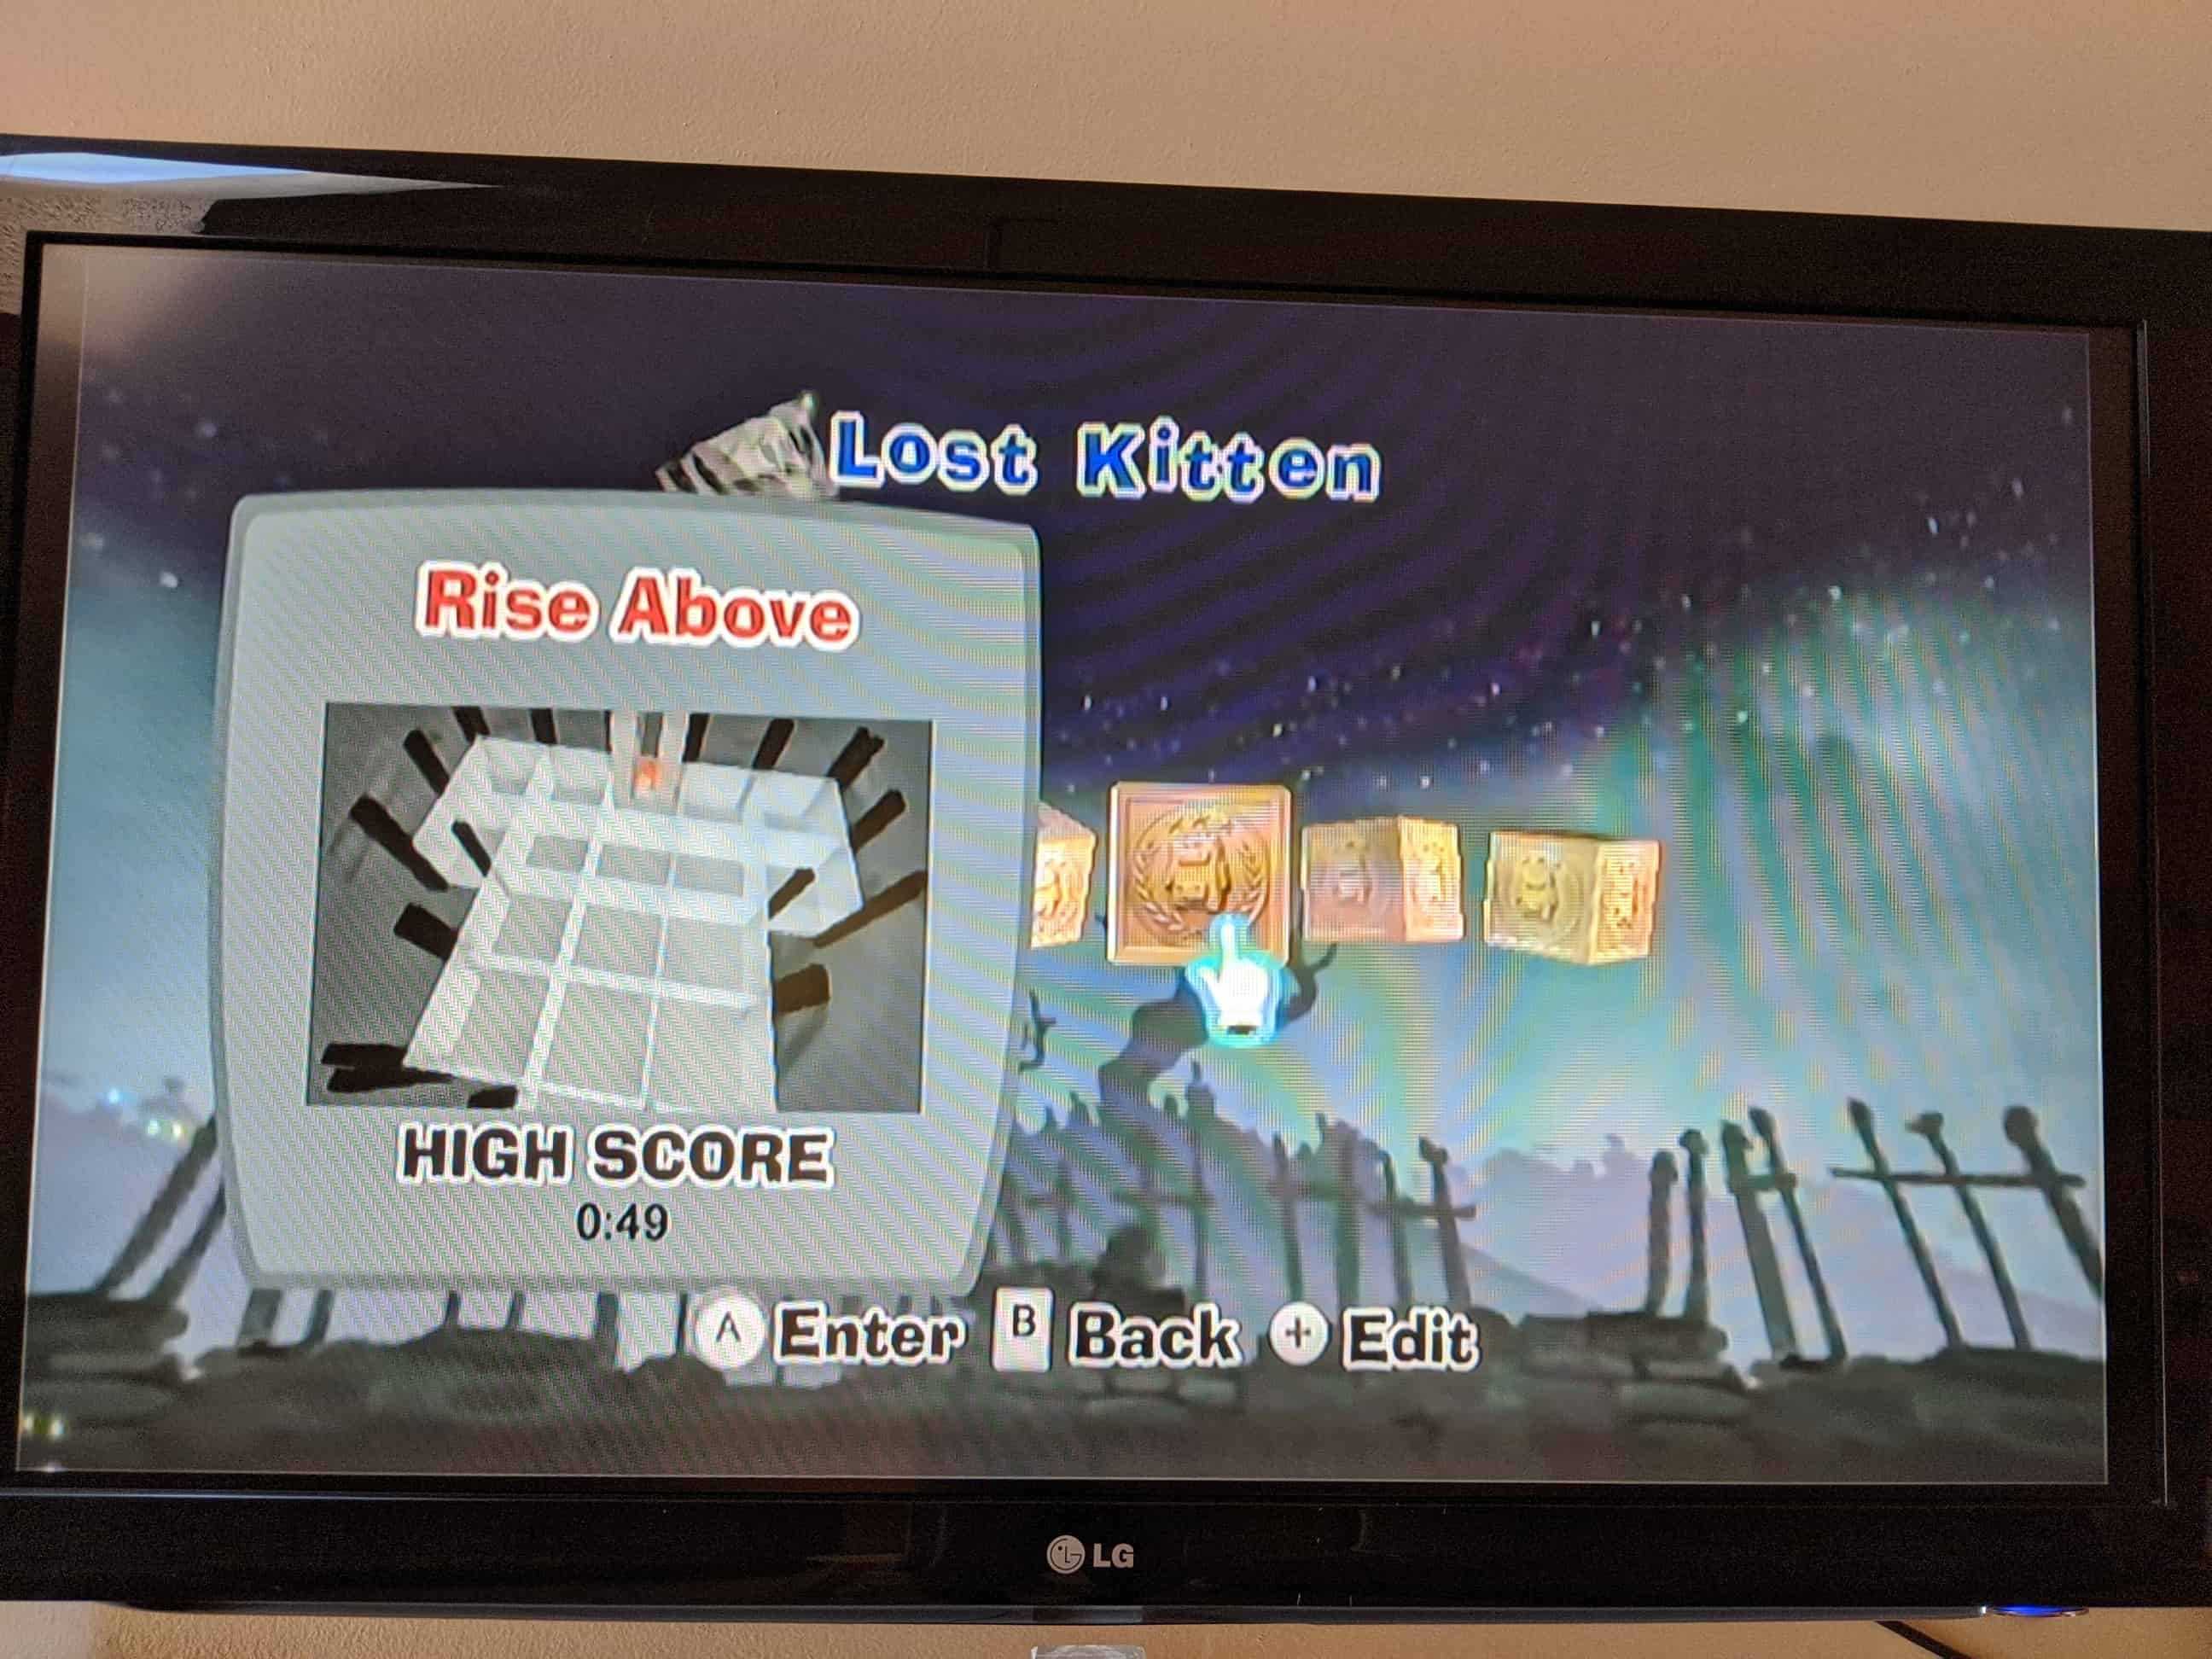 Lost Kitten
Rise Above
HIGH SCORE
0:49
A Enter B Back + Edit
LG